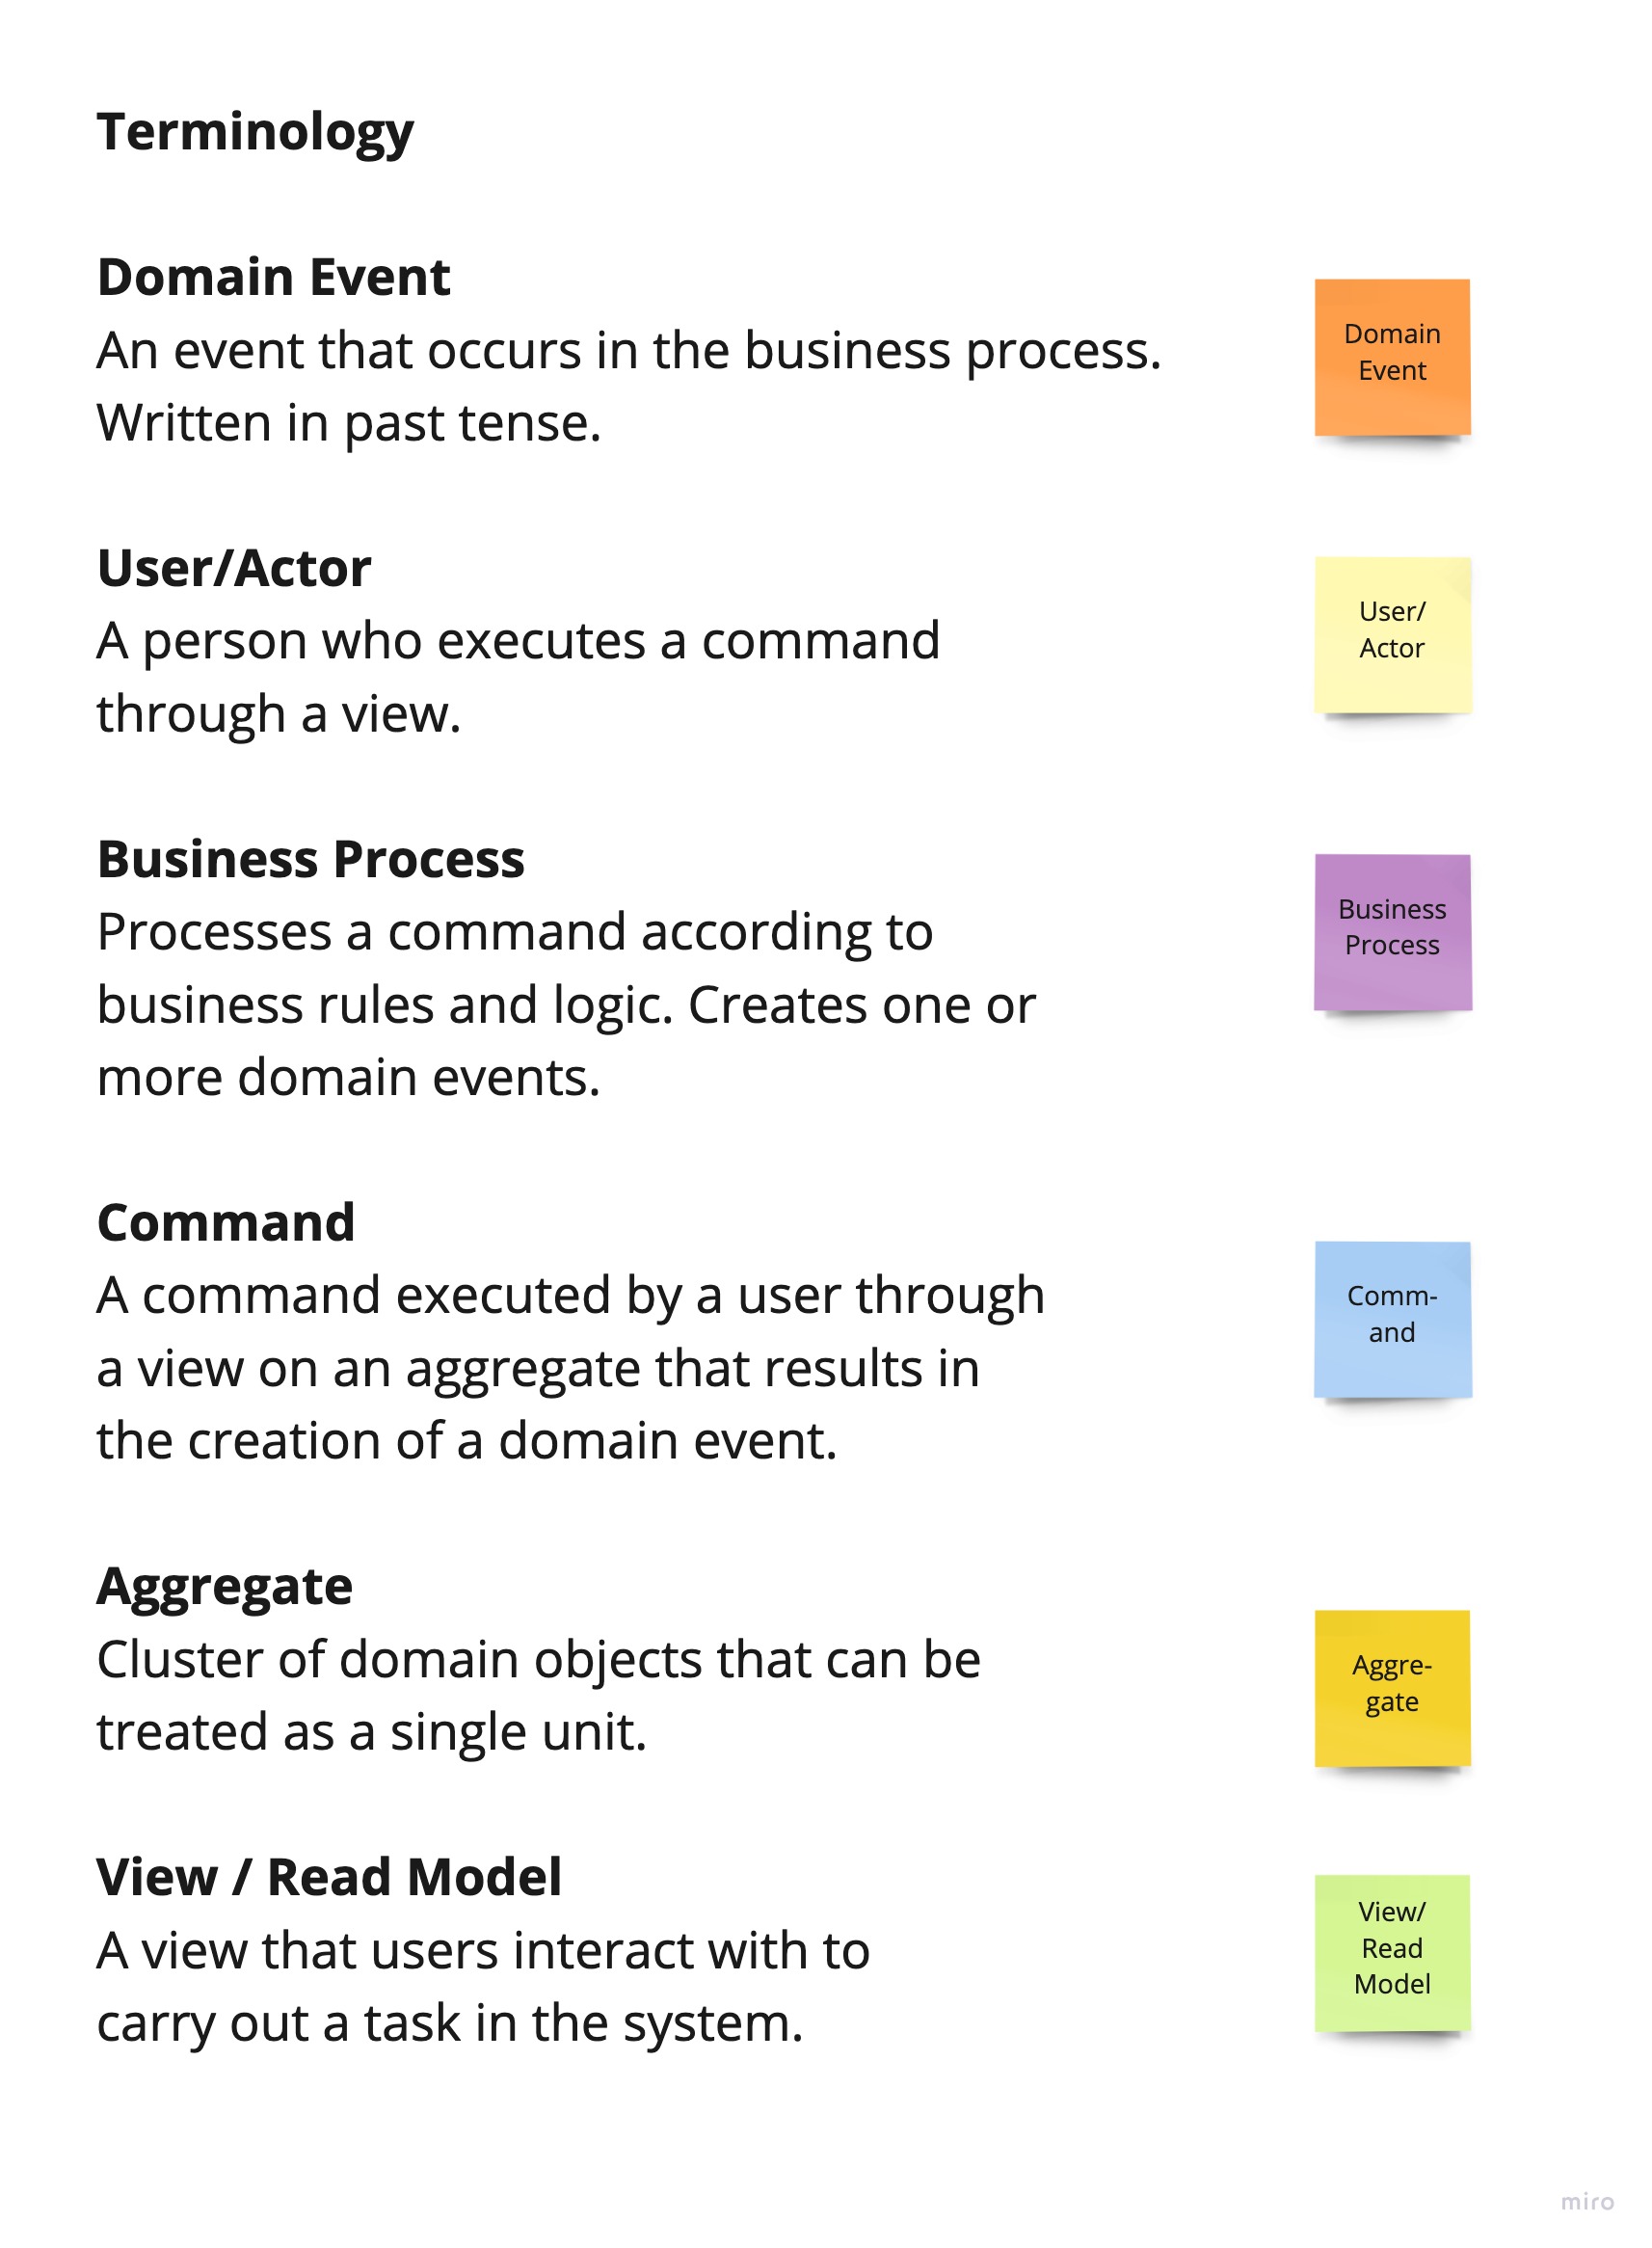 Terminology
Domain Event
An event that occurs in the business process.
Written in past tense.
Domain
Event
User/Actor
A person who executes a command
through a view.
User/
Actor
Business Process
Processes a command according to
business rules and logic. Creates one or
more domain events.
Business
Process
Command
A command executed by a user through
a view on an aggregate that results in
the creation of a domain event.
Comm-
and
Aggregate
Cluster of domain objects that can be
treated as a single unit.
Aggre-
gate
View / Read Model
A view that users interact with to
carry out a task in the system.
View/
Read
Model
miro